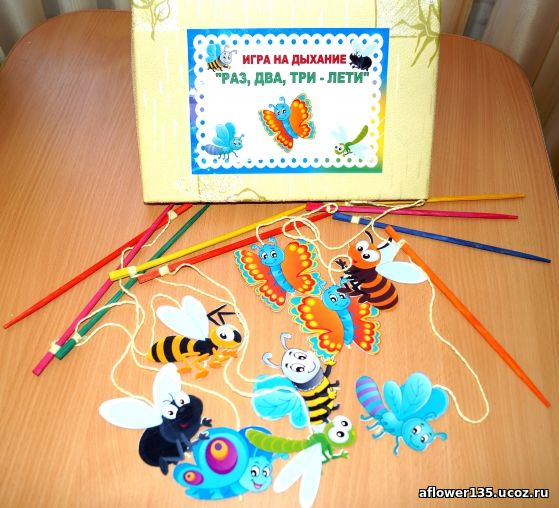 ИГРА НА ДЫХАНИЕ
"РАЗ, ДВА, ТРИ - ЛЕТИ"
aflower135.ucoz.ru